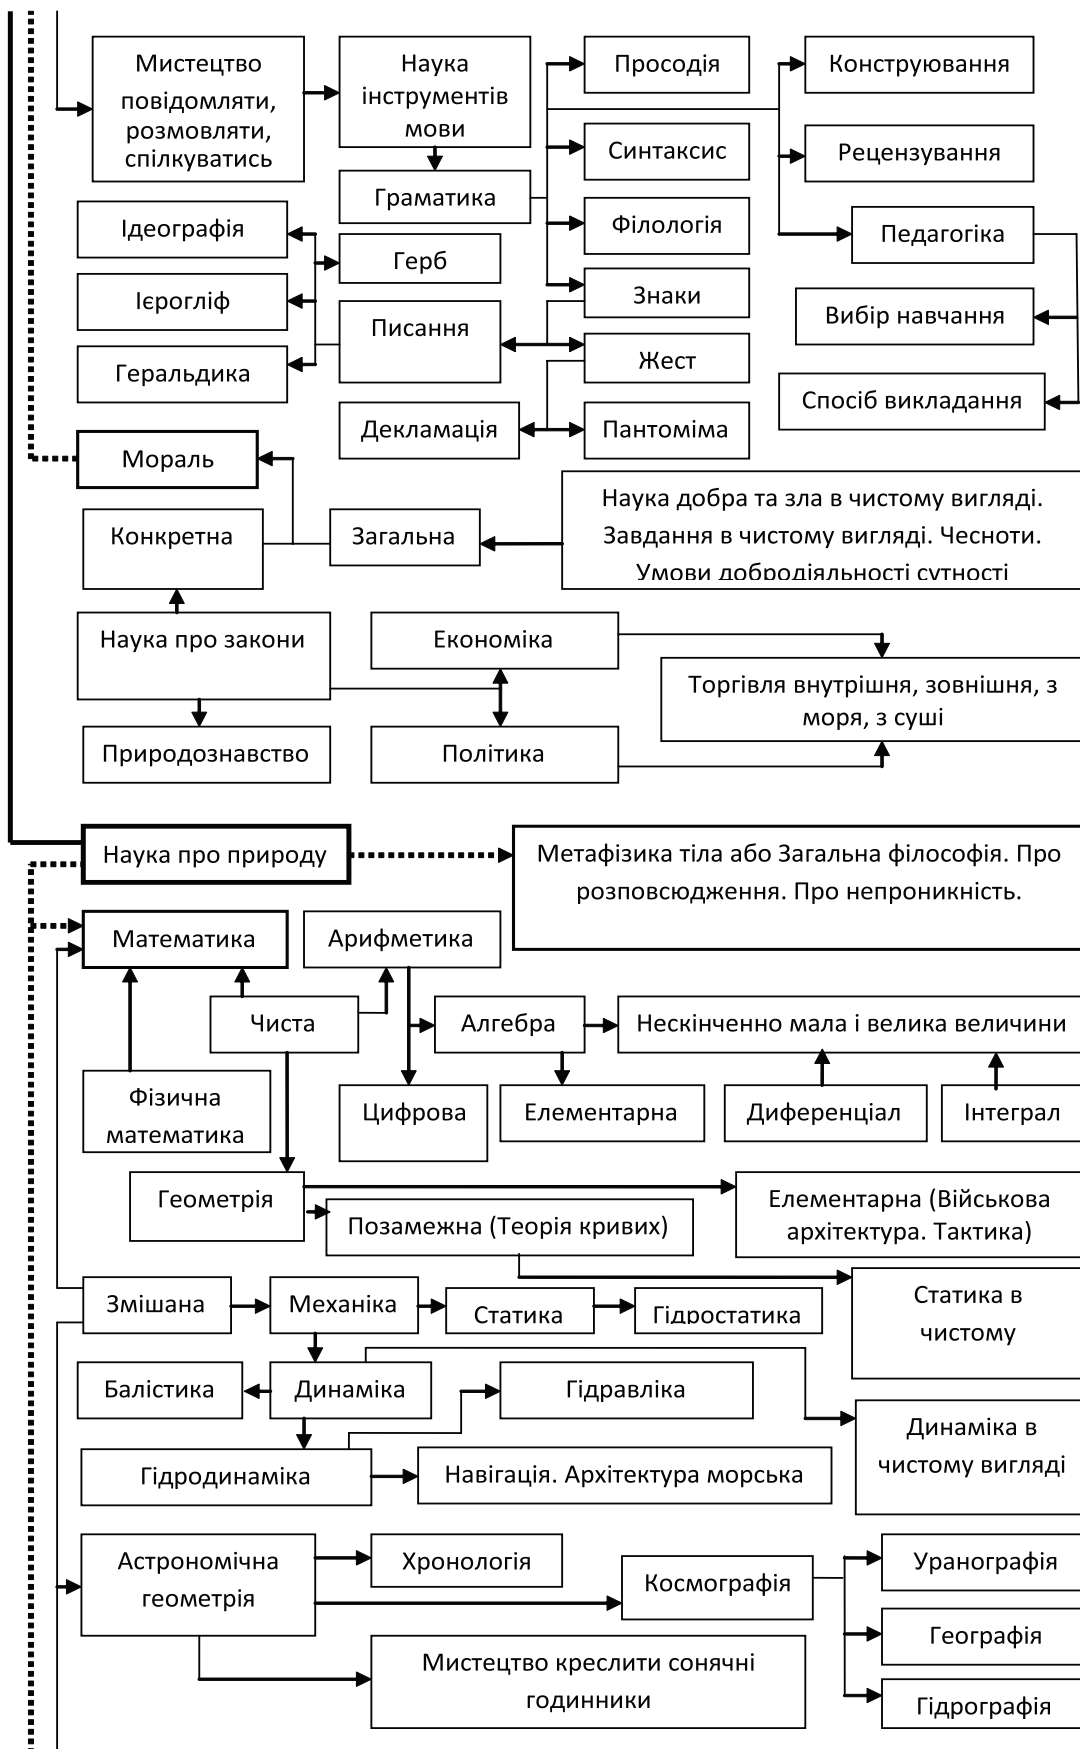 Мистецтво
повідомляти,
розмовляти,
спілкуватись
Наука
інструментів
мови
Просодія
Конструювання
Синтаксис
Рецензування
Граматика
Філологія
Педагогіка
Ідеографія
Герб
Знаки
Ієрогліф
Писання
Вибір навчання
Жест
Геральдика
Спосіб викладання
Декламація
Пантоміма
Мораль
Наука добра та зла в чистому вигляді.
Завдання в чистому вигляді. Чесноти.
Умови добродіяльності сутності
Конкретна
Загальна
Наука про закони
Економіка
Торгівля внутрішня, зовнішня, з
моря, з суші
Природознавство
Політика
Наука про природу
Метафізика тіла або Загальна філософія. Про
розповсюдження. Про непроникність.
Математика
Арифметика
Чиста
Алгебра
Нескінченно мала і велика величини
Фізична
математика
Цифрова
Елементарна
Диференціал
Інтеграл
Геометрія
Елементарна (Військова
архітектура. Тактика)
Позамежна (Теорія кривих)
Змішана
Механіка
Статика
Гідростатика
Статика в
чистому
Балістика
Динаміка
Гідравліка
Динаміка в
чистому вигляді
Гідродинаміка
Навігація. Архітектура морська
Астрономічна
геометрія
Хронологія
Космографія
Уранографія
Географія
Мистецтво креслити сонячні
годинники
Гідрографія